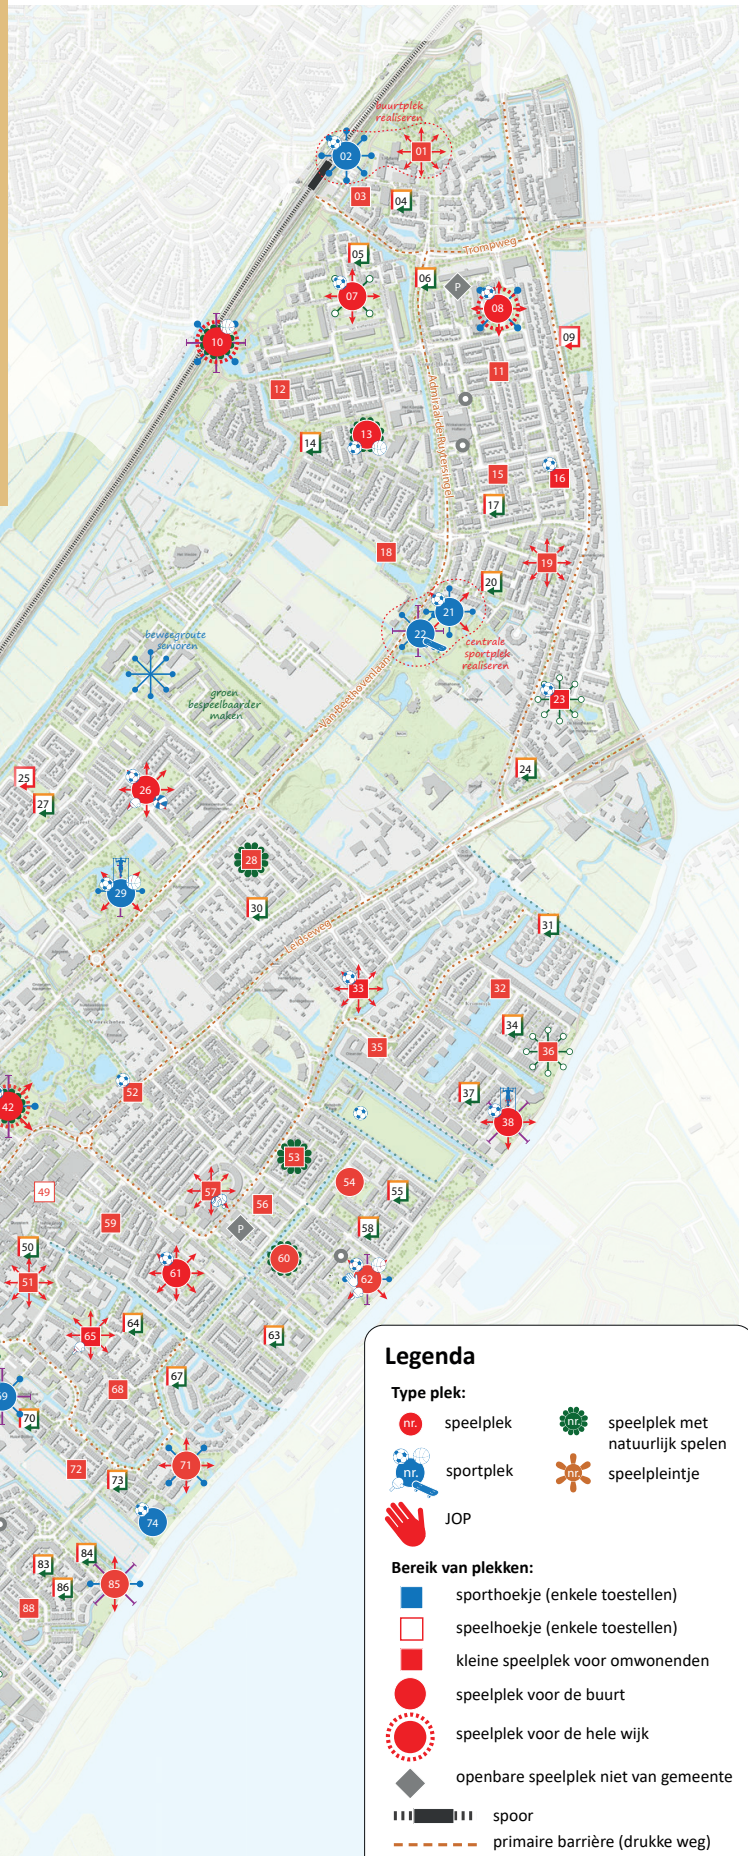 buurtplek
realiseren
02
01
03
04
Trompweg
05
06
P
07
08
09
10
11
12
Admiraal de Ruytersingel
13
14
15
16
17
18
19
20
21
22
beweegroute
senioren
centrale
sportplek
realiseren
groen
bespeelbaarder
maken
Van Beethovenlaan
23
24
25
26
27
28
29
30
Leidseweg
31
32
33
34
35
36
37
38
52
42
53
54
49
57
55
56
59
P
58
50
60
51
61
62
64
65
63
67
68
69
70
71
72
73
74
84
83
86
85
88
Legenda
Type plek:
nr. speelplek
nr. speelplek met
natuurlijk spelen
nr. sportplek
nr. speelpleintje
JOP
Bereik van plekken:
sporthoekje (enkele toestellen)
speelhoekje (enkele toestellen)
kleine speelplek voor omwonenden
speelplek voor de buurt
speelplek voor de hele wijk
openbare speelplek niet van gemeente
spoor
primaire barrière (drukke weg)